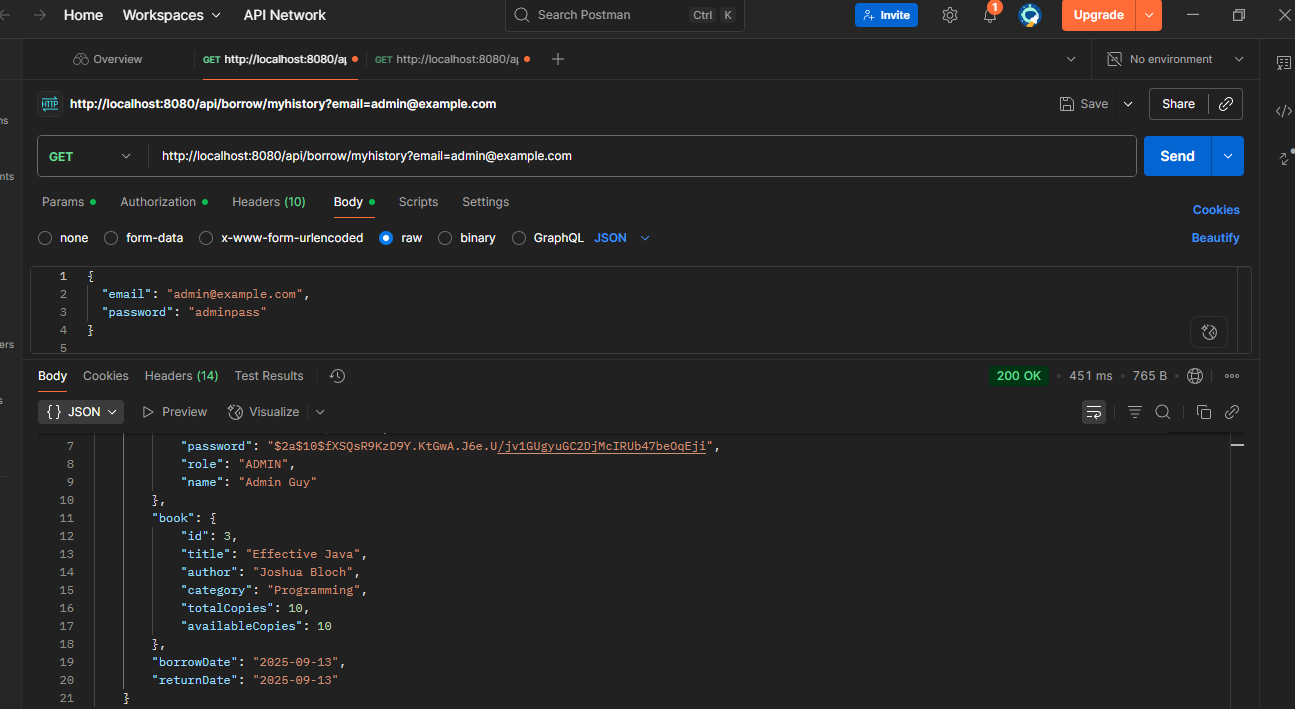 Home Workspaces API Network Search Postman Ctrl K Invite 1 Upgrade
Overview GET http://localhost:8080/ap GET http://localhost:8080/ap No environment
HTTP http://localhost:8080/api/borrow/myhistory?email=admin@example.com Save Share
GET http://localhost:8080/api/borrow/myhistory?email=admin@example.com Send
Params Authorization Headers (10) Body Scripts Settings Cookies
none form-data x-www-form-urlencoded raw binary GraphQL JSON Beautify
1 {
2 "email": "admin@example.com",
3 "password": "adminpass"
4 }
5
Body Cookies Headers (14) Test Results 200 OK 451 ms 765 B
{} JSON Preview Visualize
7 "password": "$2a$10$fXSQsR9KzD9Y.KtGwA.J6e.U/jv1GUgyuGC2DjMcIRUb47beOqEji",
8 "role": "ADMIN",
9 "name": "Admin Guy"
10 },
11 "book": {
12 "id": 3,
13 "title": "Effective Java",
14 "author": "Joshua Bloch",
15 "category": "Programming",
16 "totalCopies": 10,
17 "availableCopies": 10
18 },
19 "borrowDate": "2025-09-13",
20 "returnDate": "2025-09-13"
21 }